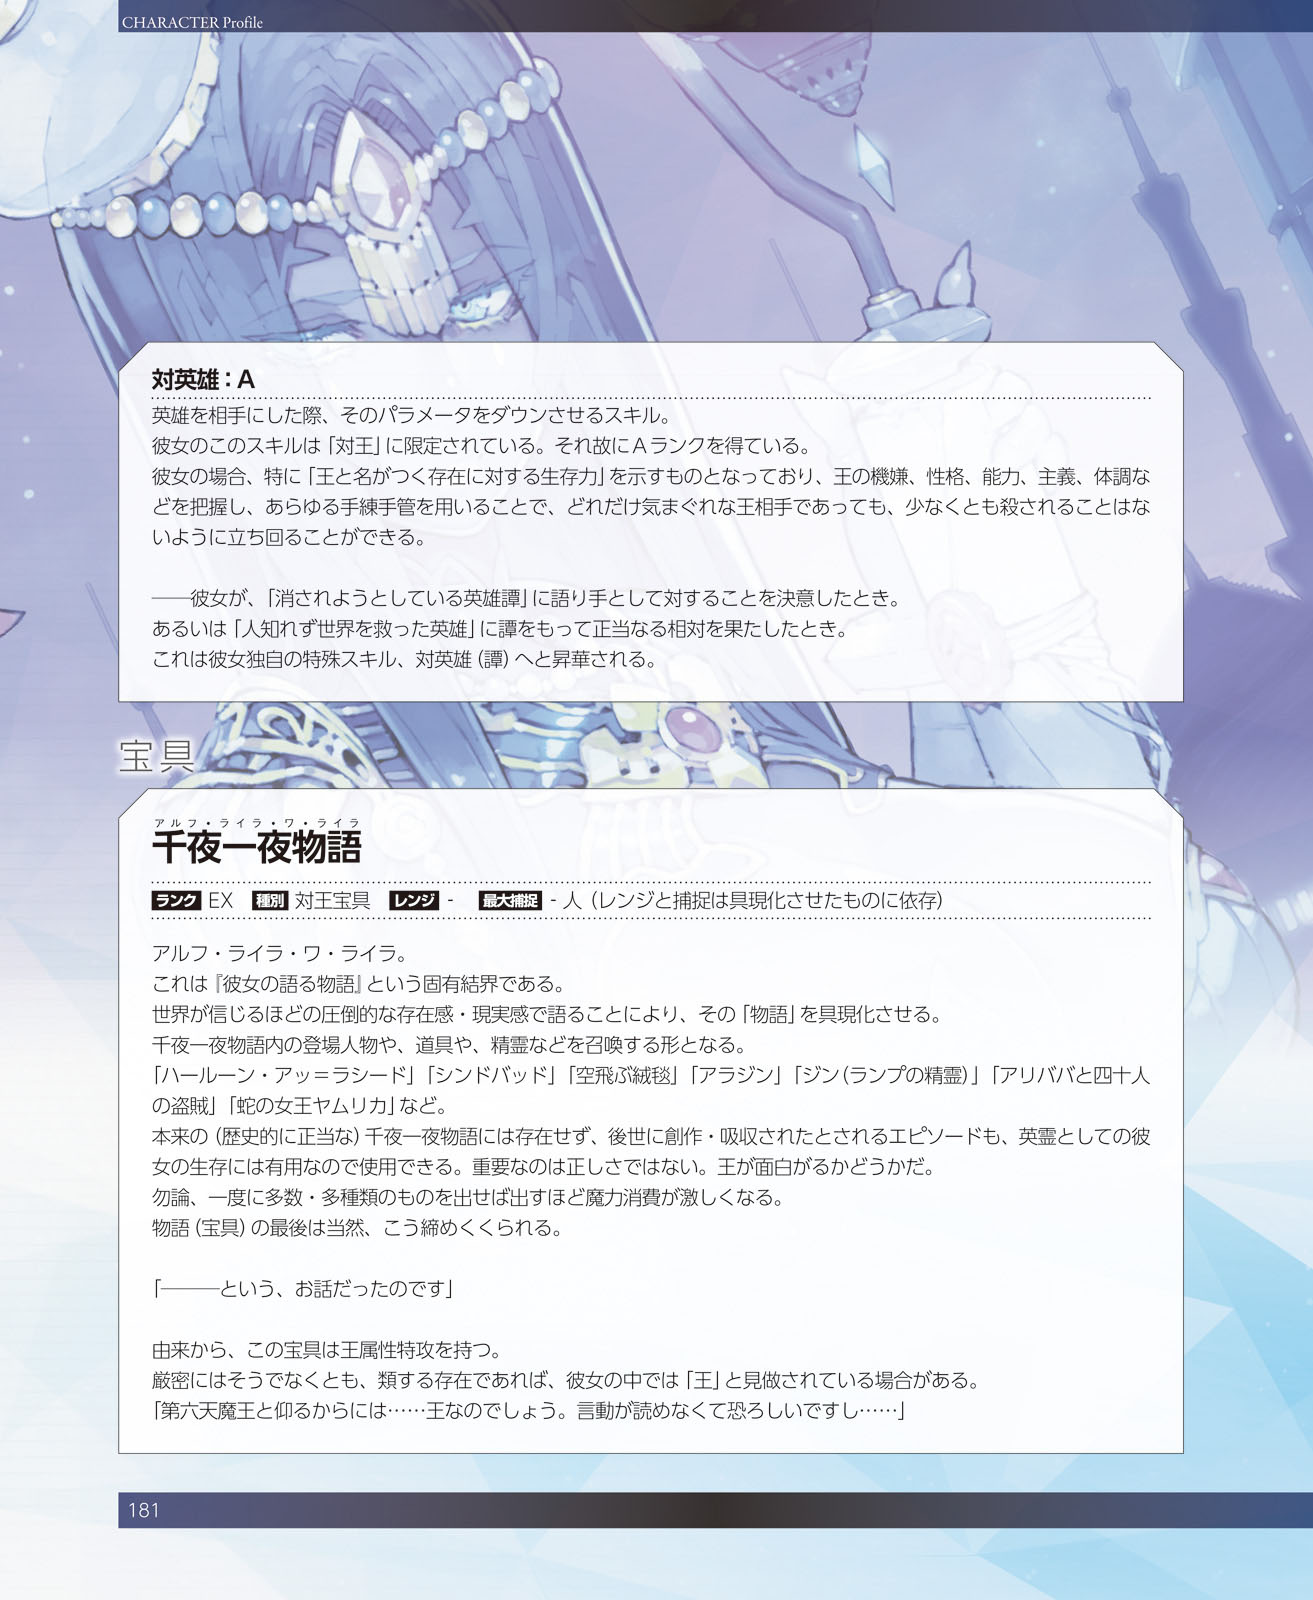 CHARACTER Profile
対英雄：A
英雄を相手にした際、そのパラメータをダウンさせるスキル。
彼女のこのスキルは「対王」に限定されている。それ故にAランクを得ている。
彼女の場合、特に「王と名がつく存在に対する生存力」を示すものとなっており、王の機嫌、性格、能力、主義、体調な
どを把握し、あらゆる手練手管を用いることで、どれだけ気まぐれな王相手であっても、少なくとも殺されることはな
いように立ち回ることができる。
――彼女が、「消されようとしている英雄譚」に語り手として対することを決意したとき。
あるいは「人知れず世界を救った英雄」に譚をもって正当なる相対を果たしたとき。
これは彼女独自の特殊スキル、対英雄（譚）へと昇華される。
宝具
アルフ・ライラ・ワ・ライラ
千夜一夜物語
ランク EX 種別 対王宝具 レンジ - 最大捕捉 - 人（レンジと捕捉は具現化させたものに依存）
アルフ・ライラ・ワ・ライラ。
これは『彼女の語る物語』という固有結界である。
世界が信じるほどの圧倒的な存在感・現実感で語ることにより、その「物語」を具現化させる。
千夜一夜物語内の登場人物や、道具や、精霊などを召喚する形となる。
「ハールーン・アッ＝ラシード」「シンドバッド」「空飛ぶ絨毯」「アラジン」「ジン（ランプの精霊）」「アリババと四十人
の盗賊」「蛇の女王ヤムリカ」など。
本来の（歴史的に正当な）千夜一夜物語には存在せず、後世に創作・吸収されたとされるエピソードも、英霊としての彼
女の生存には有用なので使用できる。重要なのは正しさではない。王が面白がるかどうかだ。
勿論、一度に多数・多種類のものを出せば出すほど魔力消費が激しくなる。
物語（宝具）の最後は当然、こう締めくくられる。
「―――という、お話だったのです」
由来から、この宝具は王属性特攻を持つ。
厳密にはそうでなくとも、類する存在であれば、彼女の中では「王」と見做されている場合がある。
「第六天魔王と仰るからには……王なのでしょう。言動が読めなくて恐ろしいですし……」
181